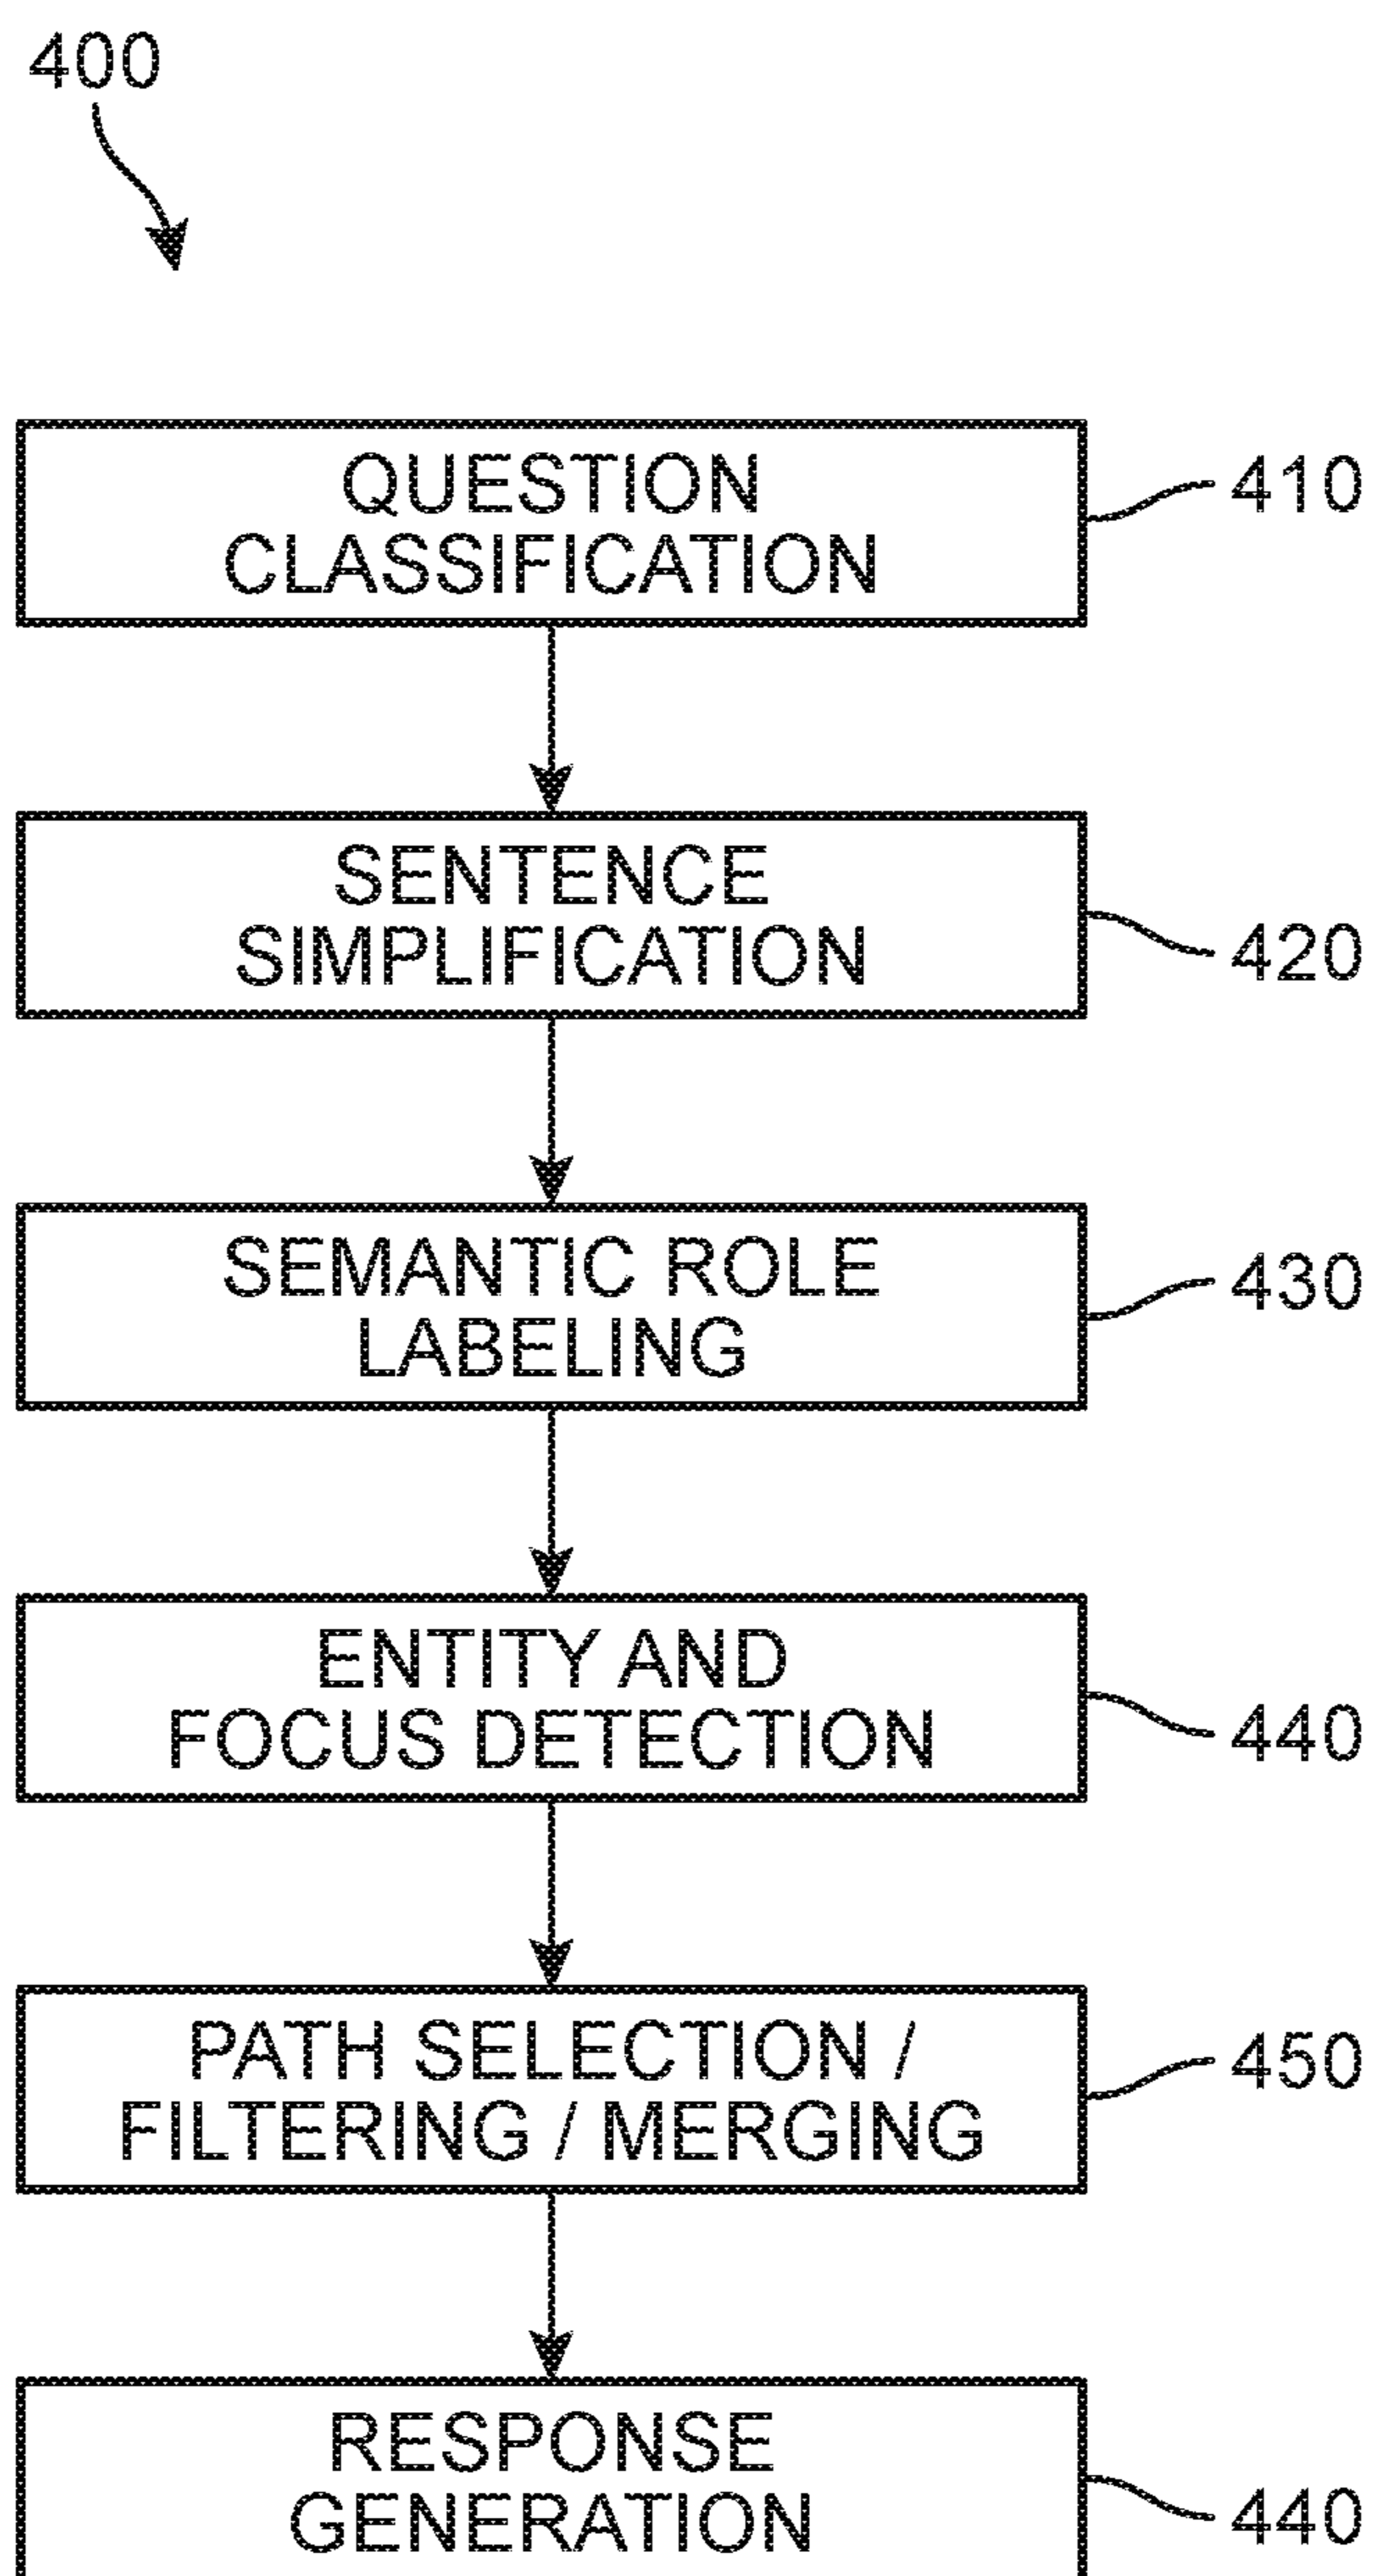 400
QUESTION
CLASSIFICATION
410
SENTENCE
SIMPLIFICATION
420
SEMANTIC ROLE
LABELING
430
ENTITY AND
FOCUS DETECTION
440
PATH SELECTION /
FILTERING / MERGING
450
RESPONSE
GENERATION
440